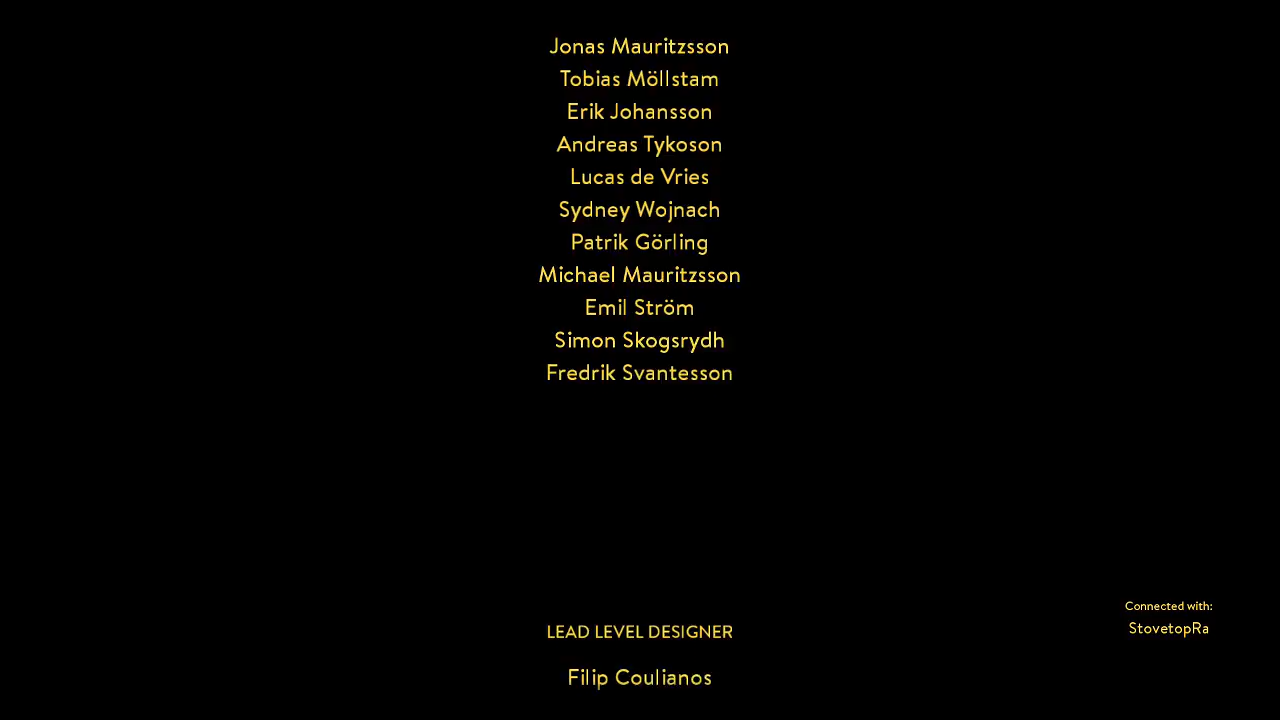 Jonas Mauritzsson
Tobias Möllstam
Erik Johansson
Andreas Tykoson
Lucas de Vries
Sydney Wojnach
Patrik Görling
Michael Mauritzsson
Emil Ström
Simon Skogsrydh
Fredrik Svantesson
LEAD LEVEL DESIGNER
Filip Coulianos
Connected with:
StovetopRa